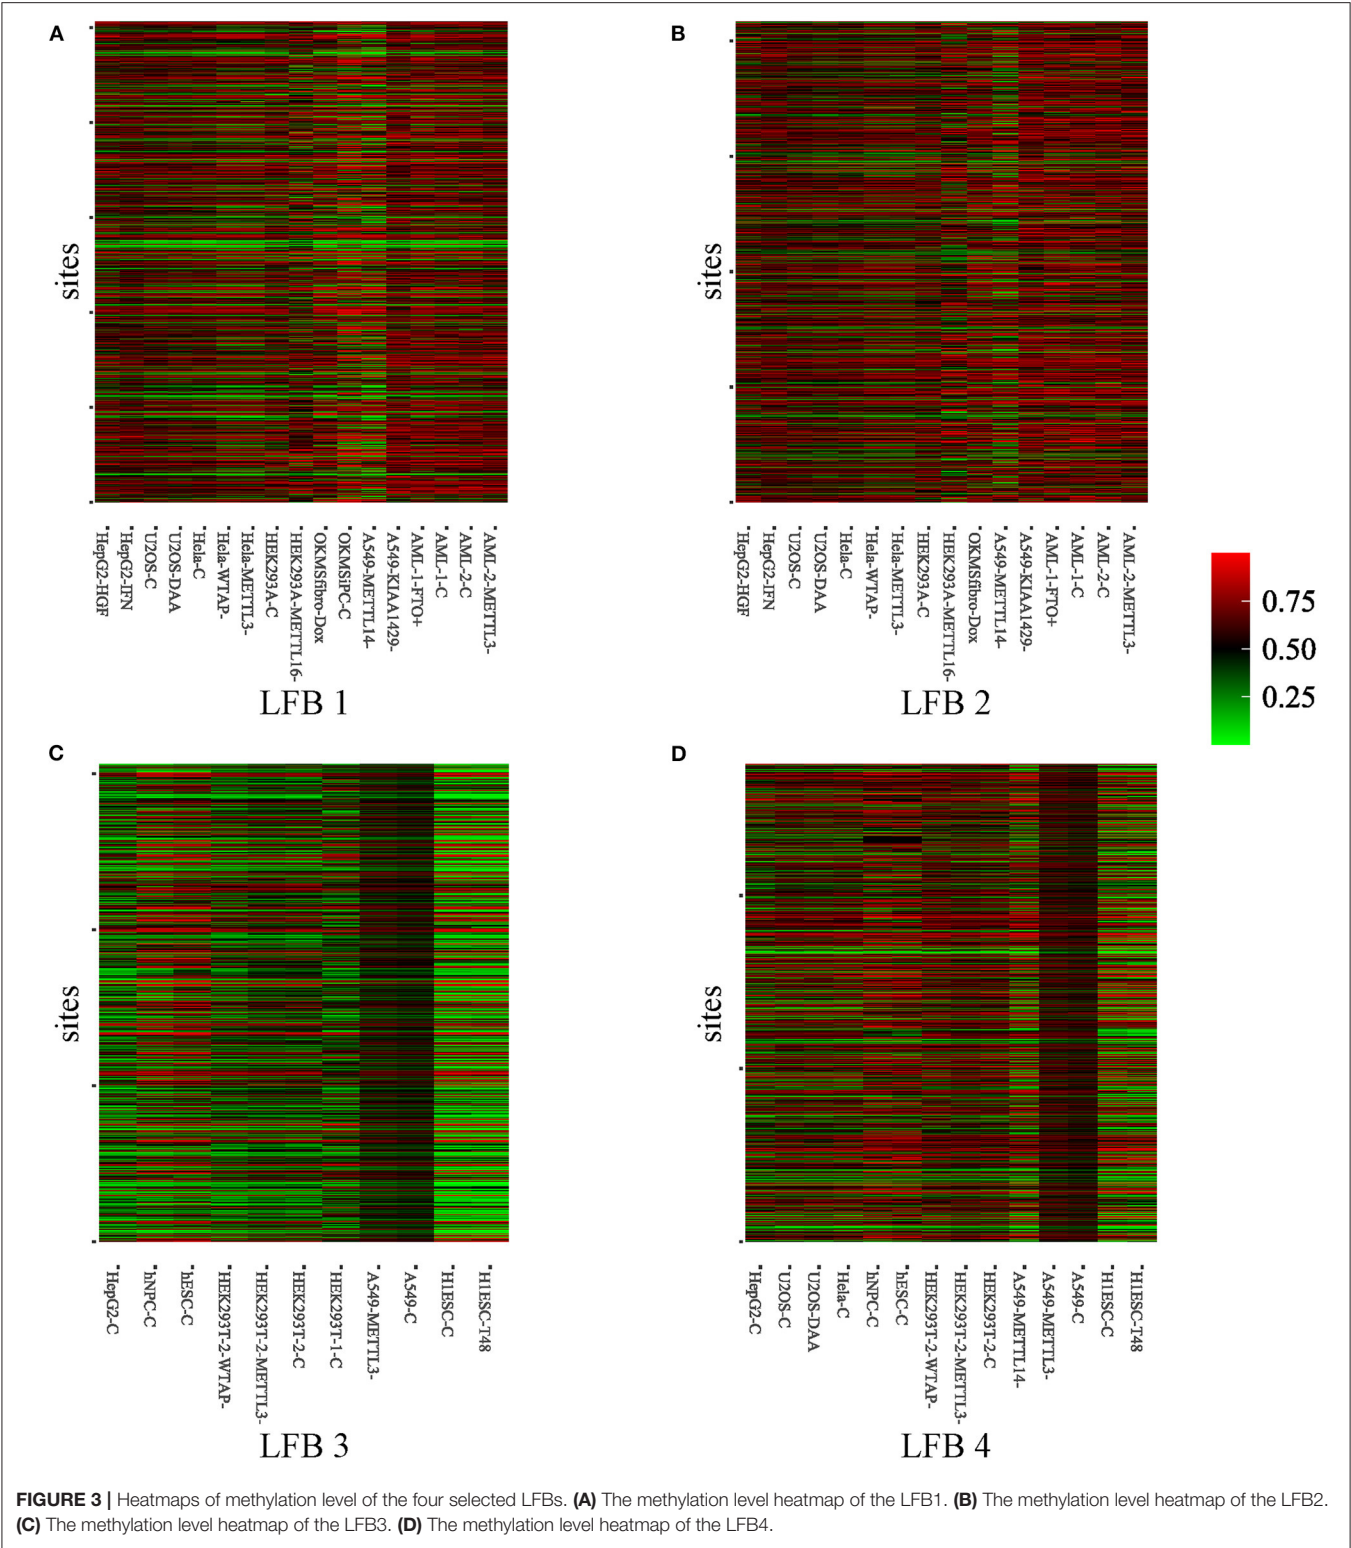 A
sites
HepG2-HGF
HepG2-IFN
U2OS-C
U2OS-DAA
Hela-C
Hela-WTAP-
Hela-METTL3-
HEK293A-C
HEK293A-METTL16-
OKMSfibro-Dox
OKMSiPC-C
A549-METTL14-
A549-KIAA1429-
AML-1-FTO+
AML-1-C
AML-2-C
AML-2-METTL3-
LFB 1
B
sites
HepG2-HGF
HepG2-IFN
U2OS-C
U2OS-DAA
Hela-C
Hela-WTAP-
Hela-METTL3-
HEK293A-C
HEK293A-METTL16-
OKMSfibro-Dox
A549-METTL14-
A549-KIAA1429-
AML-1-FTO+
AML-1-C
AML-2-C
AML-2-METTL3-
LFB 2
0.75
0.50
0.25
C
sites
HepG2-C
hNPC-C
hESC-C
HEK293T-2-WTAP-
HEK293T-2-METTL3-
HEK293T-2-C
HEK293T-1-C
A549-METTL3-
A549-C
H1ESC-C
H1ESC-T48
LFB 3
D
sites
HepG2-C
U2OS-C
U2OS-DAA
Hela-C
hNPC-C
hESC-C
HEK293T-2-WTAP-
HEK293T-2-METTL3-
HEK293T-2-C
A549-METTL14-
A549-METTL3-
A549-C
H1ESC-C
H1ESC-T48
LFB 4
FIGURE 3 | Heatmaps of methylation level of the four selected LFBs. (A) The methylation level heatmap of the LFB1. (B) The methylation level heatmap of the LFB2.
(C) The methylation level heatmap of the LFB3. (D) The methylation level heatmap of the LFB4.